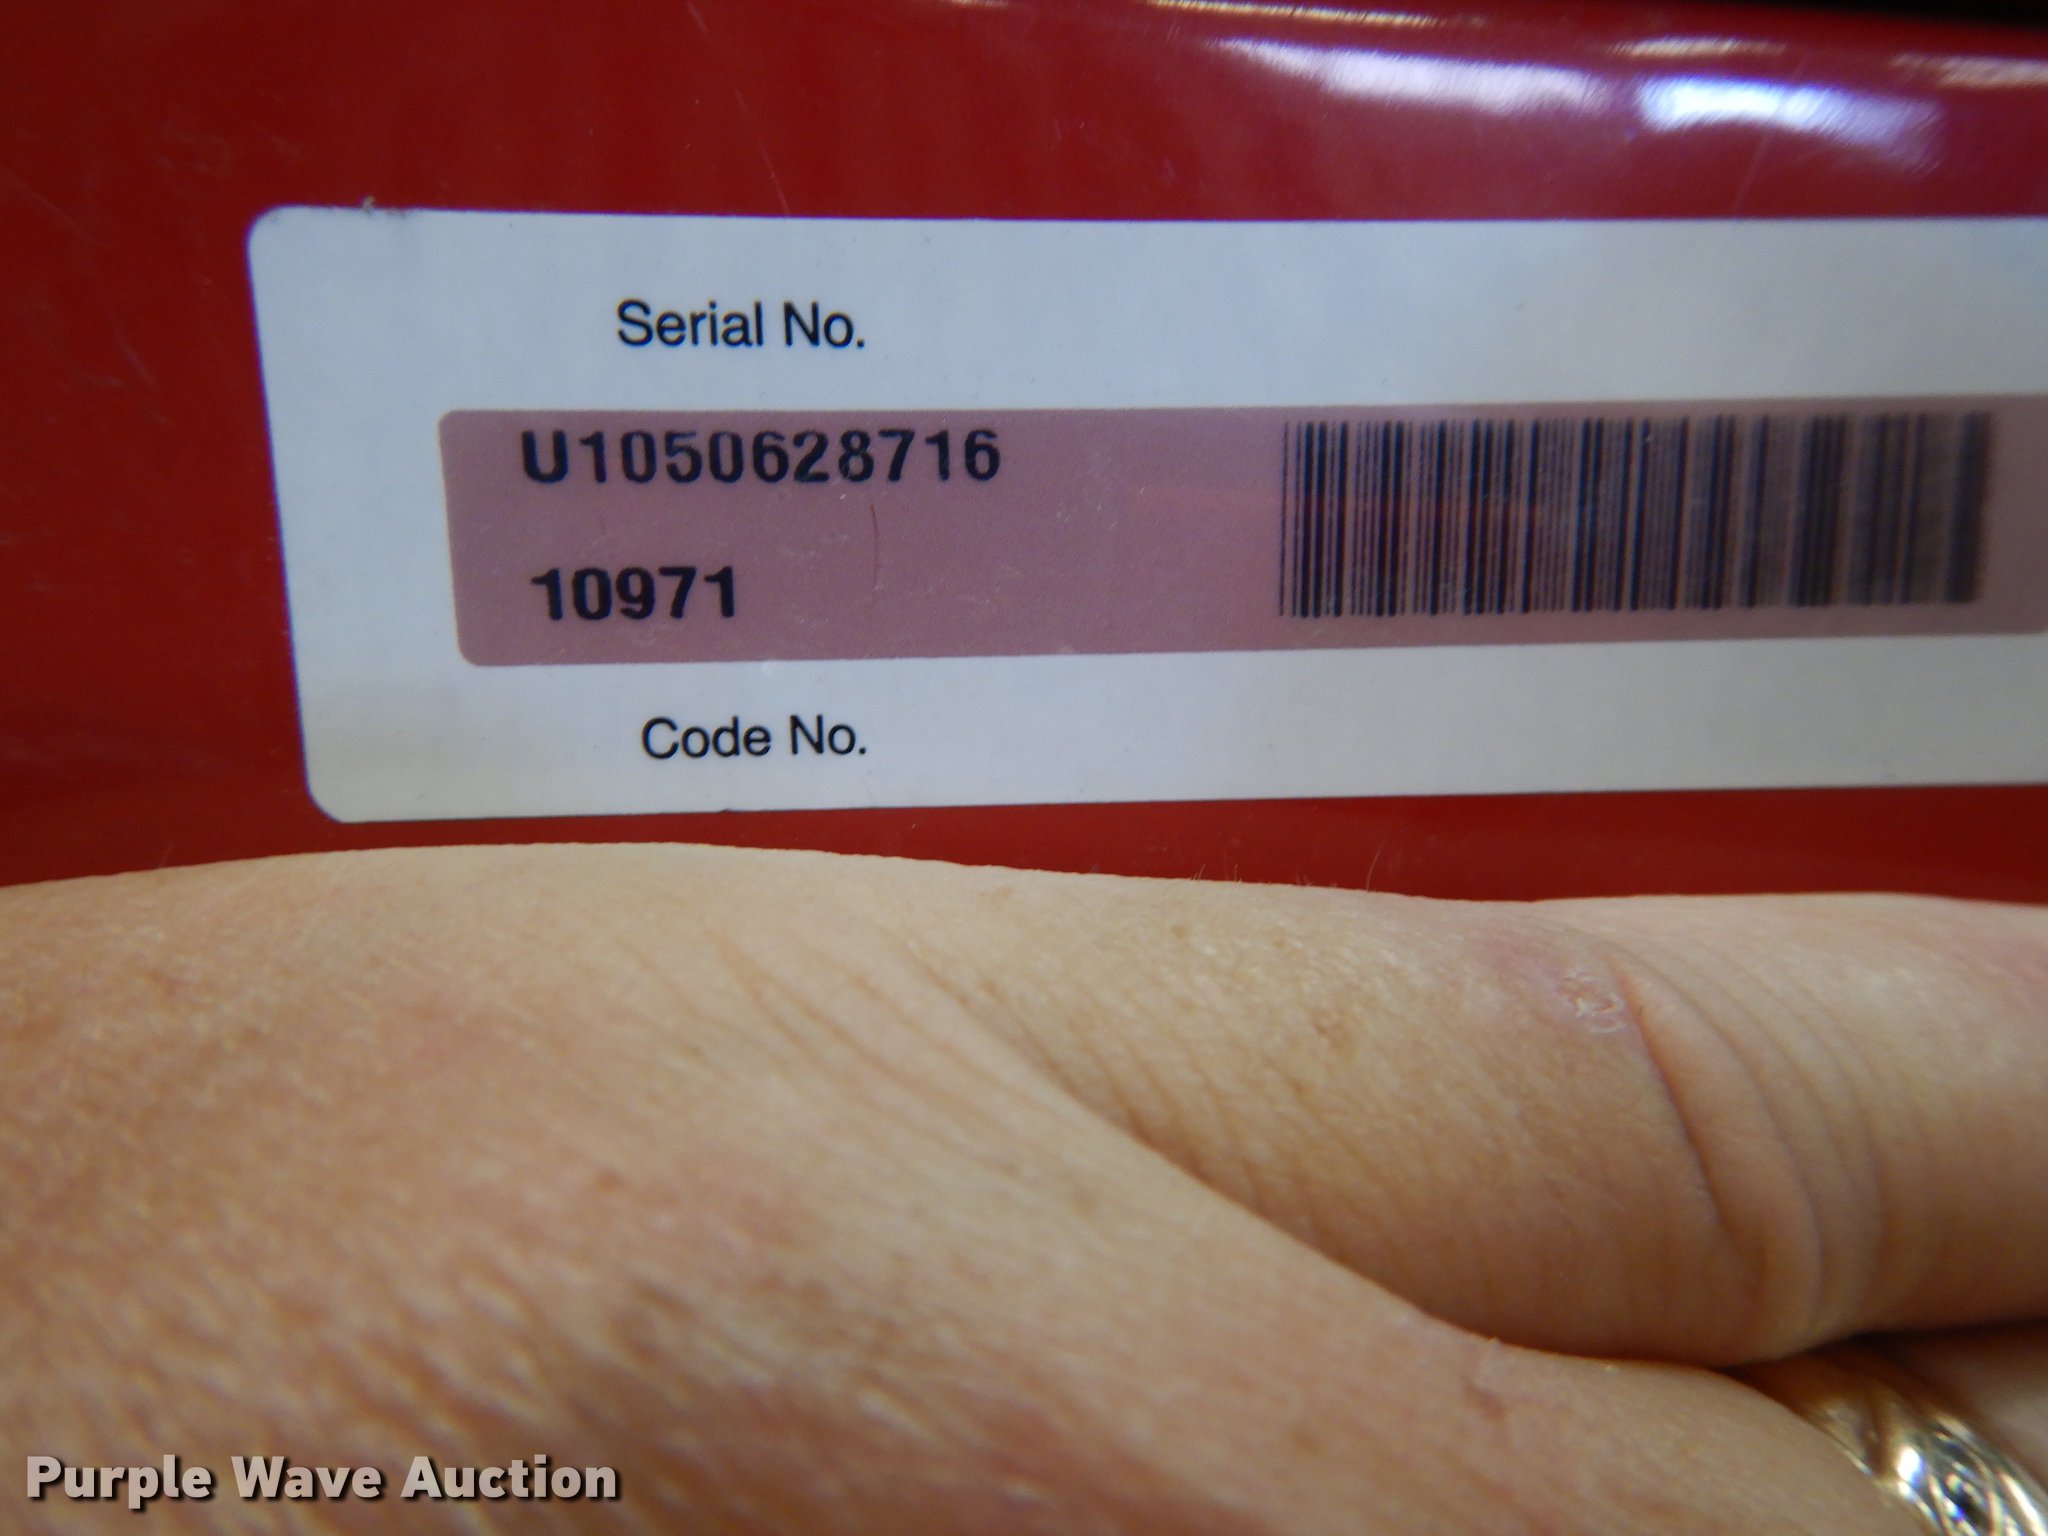 Serial No.
U1050628716
10971
Code No.
Purple Wave Auction